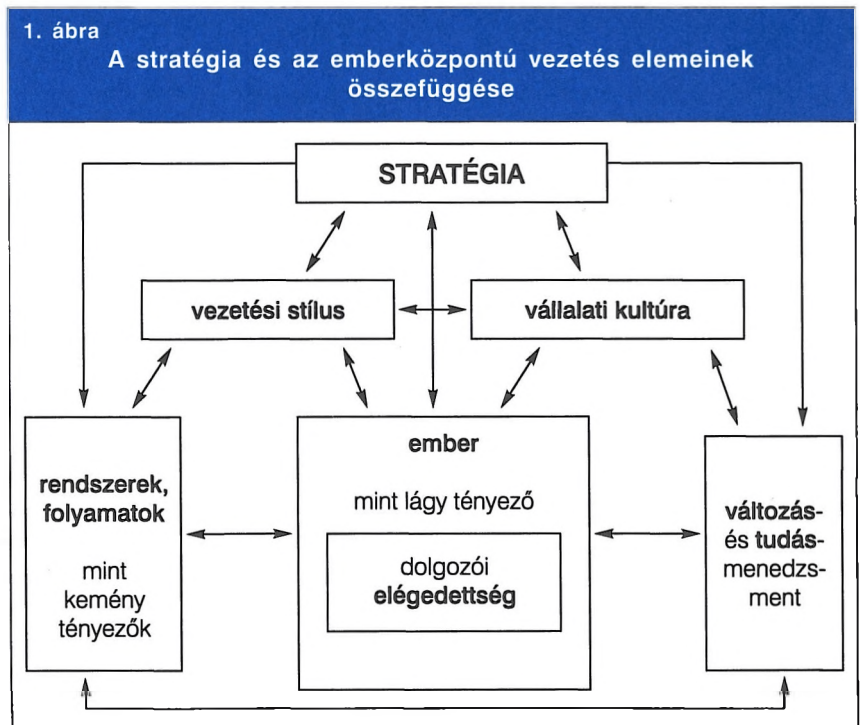 1. ábra
A stratégia és az emberközpontú vezetés elemeinek
összefüggése
STRATÉGIA
vezetési stílus
vállalati kultúra
rendszerek,
folyamatok
mint
kemény
tényezők
ember
mint lágy tényező
dolgozói
elégedettség
változás-
és tudás-
menedzs-
ment